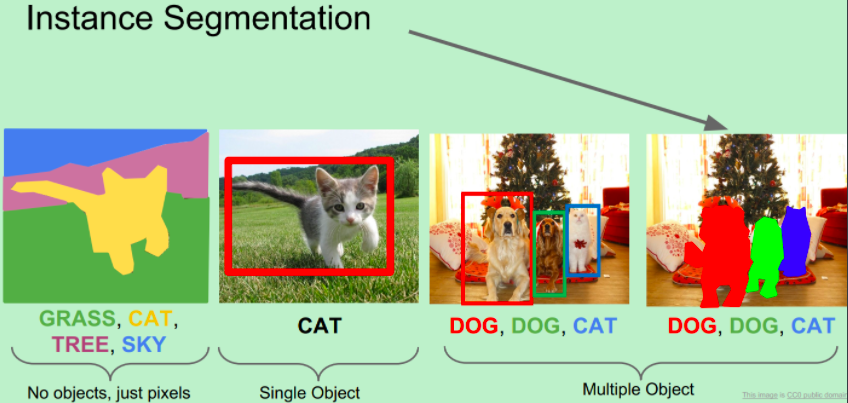 Instance Segmentation
GRASS, CAT,
TREE, SKY
CAT
DOG, DOG, CAT
DOG, DOG, CAT
No objects, just pixels
Single Object
Multiple Object
This image is CC0 public domain